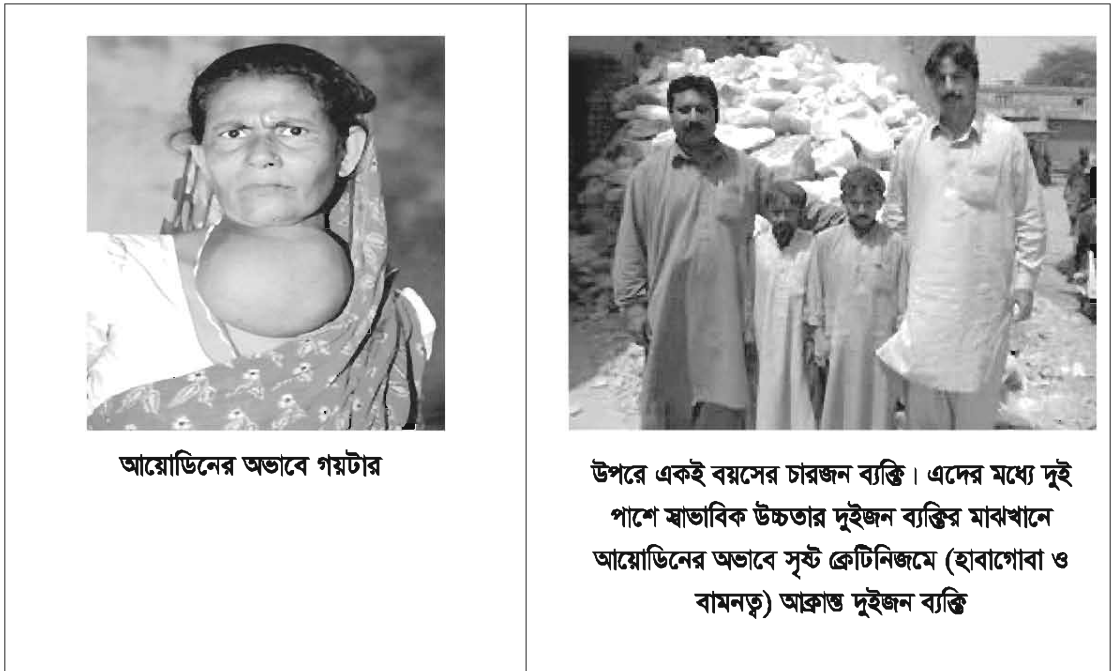 আয়োডিনের অভাবে গয়টার
উপরে একই বয়সের চারজন ব্যক্তি। এদের মধ্যে দুই
পাশে স্বাভাবিক উচ্চতার দুইজন ব্যক্তির মাঝখানে
আয়োডিনের অভাবে সৃষ্ট ক্রেটিনিজমে (হাবাগোবা ও
বামনত্ব) আক্রান্ত দুইজন ব্যক্তি